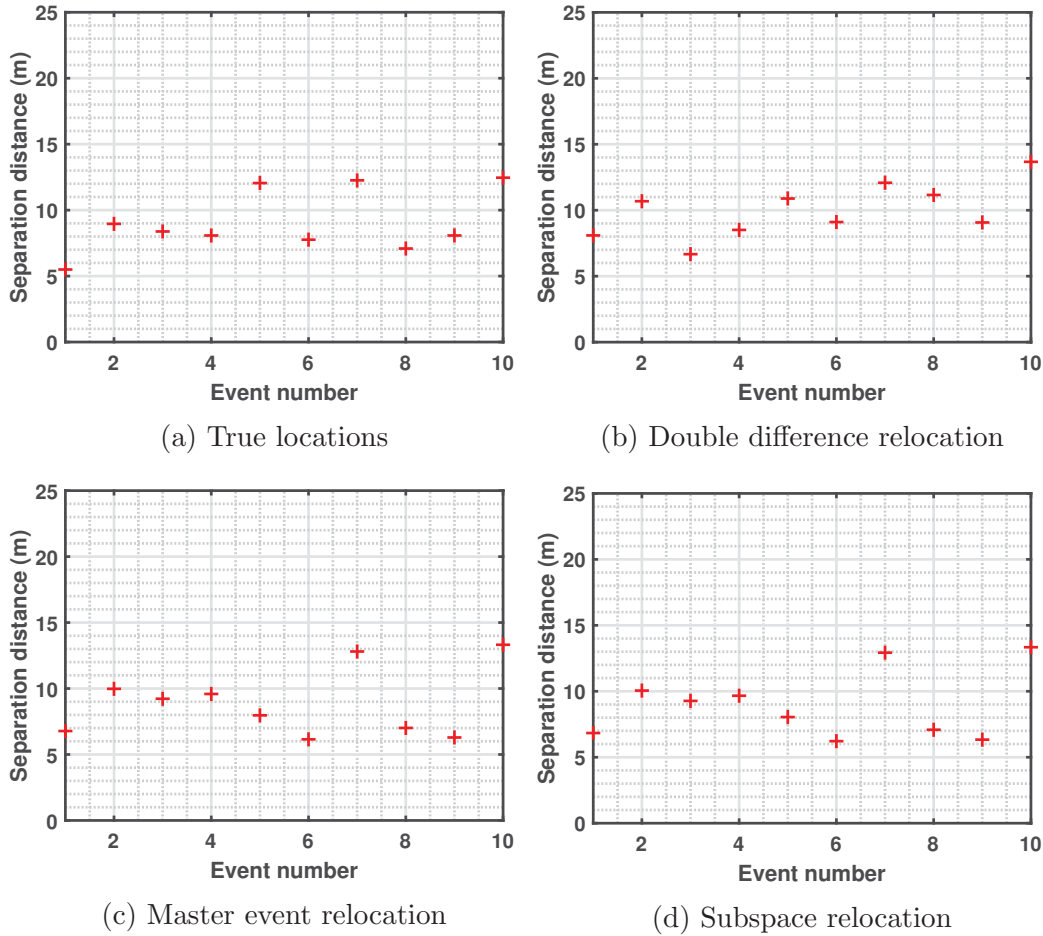 25
20
15
10
5
0
Separation distance (m)
2 4 6 8 10
Event number
(a) True locations
25
20
15
10
5
0
Separation distance (m)
2 4 6 8 10
Event number
(b) Double difference relocation
25
20
15
10
5
0
Separation distance (m)
2 4 6 8 10
Event number
(c) Master event relocation
25
20
15
10
5
0
Separation distance (m)
2 4 6 8 10
Event number
(d) Subspace relocation